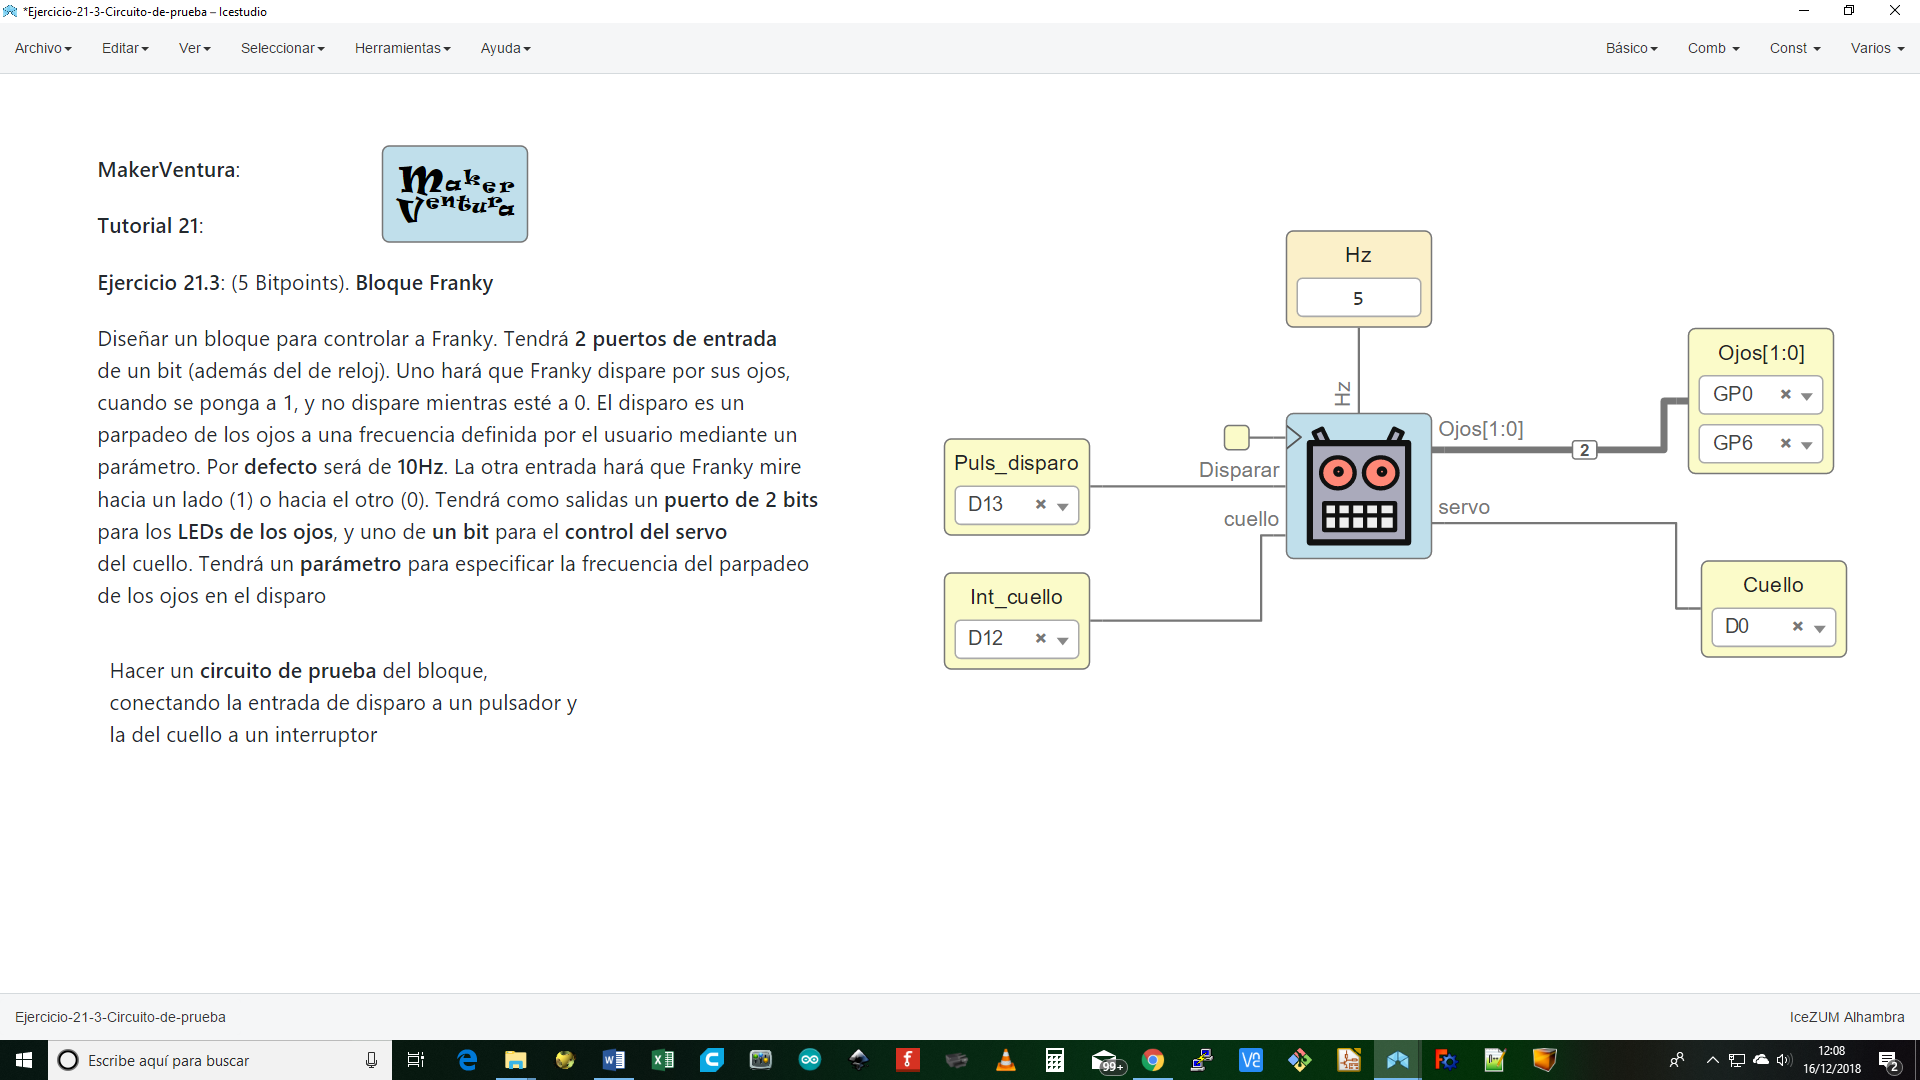 *Ejercicio-21-3-Circuito-de-prueba – Icestudio
Archivo Editar Ver Seleccionar Herramientas Ayuda Básico Comb Const Varios
MakerVentura:
Maker
Ventura
Tutorial 21:
Ejercicio 21.3: (5 Bitpoints). Bloque Franky
Diseñar un bloque para controlar a Franky. Tendrá 2 puertos de entrada
de un bit (además del de reloj). Uno hará que Franky dispare por sus ojos,
cuando se ponga a 1, y no dispare mientras esté a 0. El disparo es un
parpadeo de los ojos a una frecuencia definida por el usuario mediante un
parámetro. Por defecto será de 10Hz. La otra entrada hará que Franky mire
hacia un lado (1) o hacia el otro (0). Tendrá como salidas un puerto de 2 bits
para los LEDs de los ojos, y uno de un bit para el control del servo
del cuello. Tendrá un parámetro para especificar la frecuencia del parpadeo
de los ojos en el disparo
Hacer un circuito de prueba del bloque,
conectando la entrada de disparo a un pulsador y
la del cuello a un interruptor
Hz
5
Hz
Puls_disparo
D13
Int_cuello
D12
Disparar
cuello
Ojos[1:0]
servo
2
Ojos[1:0]
GP0
GP6
Cuello
D0
Ejercicio-21-3-Circuito-de-prueba
IceZUM Alhambra
Escribe aquí para buscar
99+
12:08
16/12/2018
2